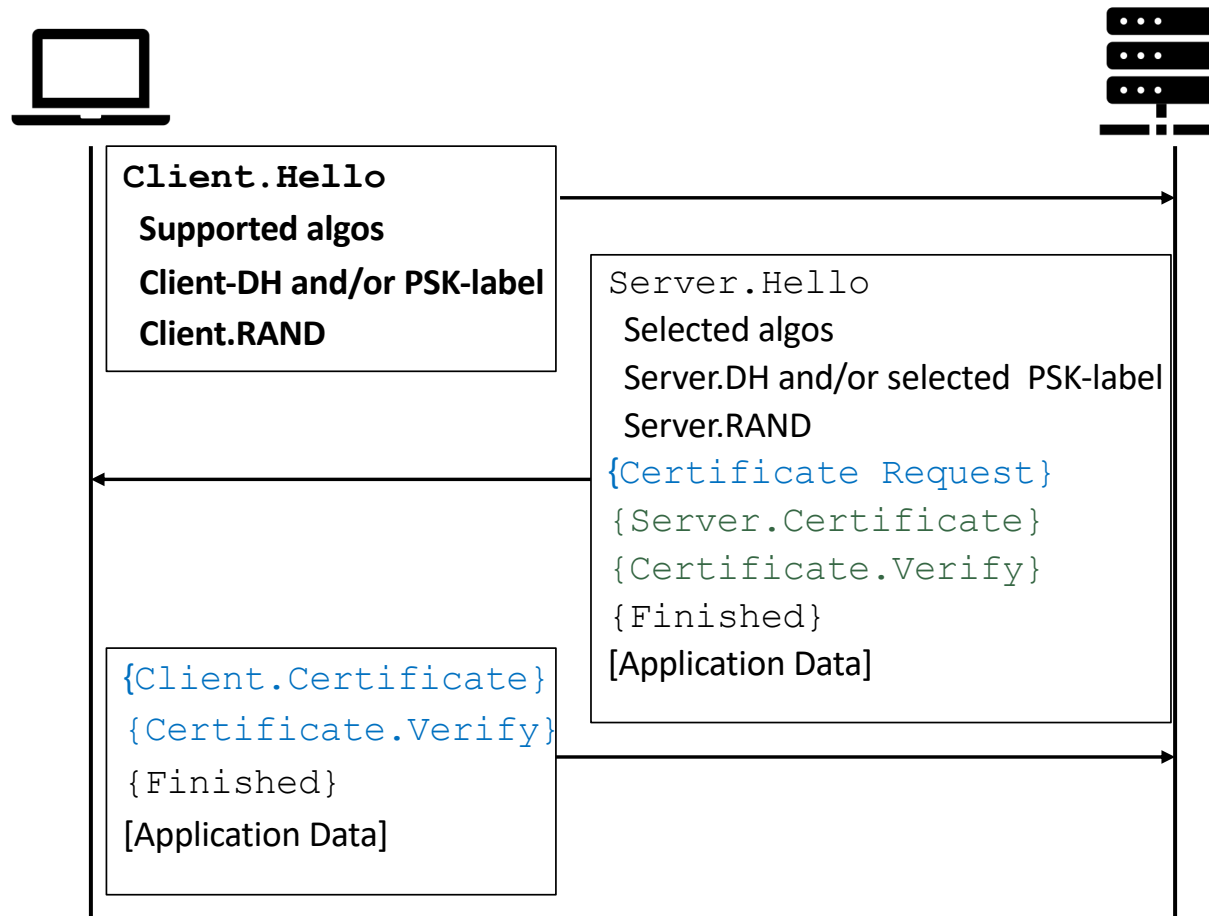 Client.Hello
Supported algos
Client-DH and/or PSK-label
Client.RAND
Server.Hello
Selected algos
Server.DH and/or selected PSK-label
Server.RAND
{Certificate Request}
{Server.Certificate}
{Certificate.Verify}
{Finished}
[Application Data]
{Client.Certificate}
{Certificate.Verify}
{Finished}
[Application Data]